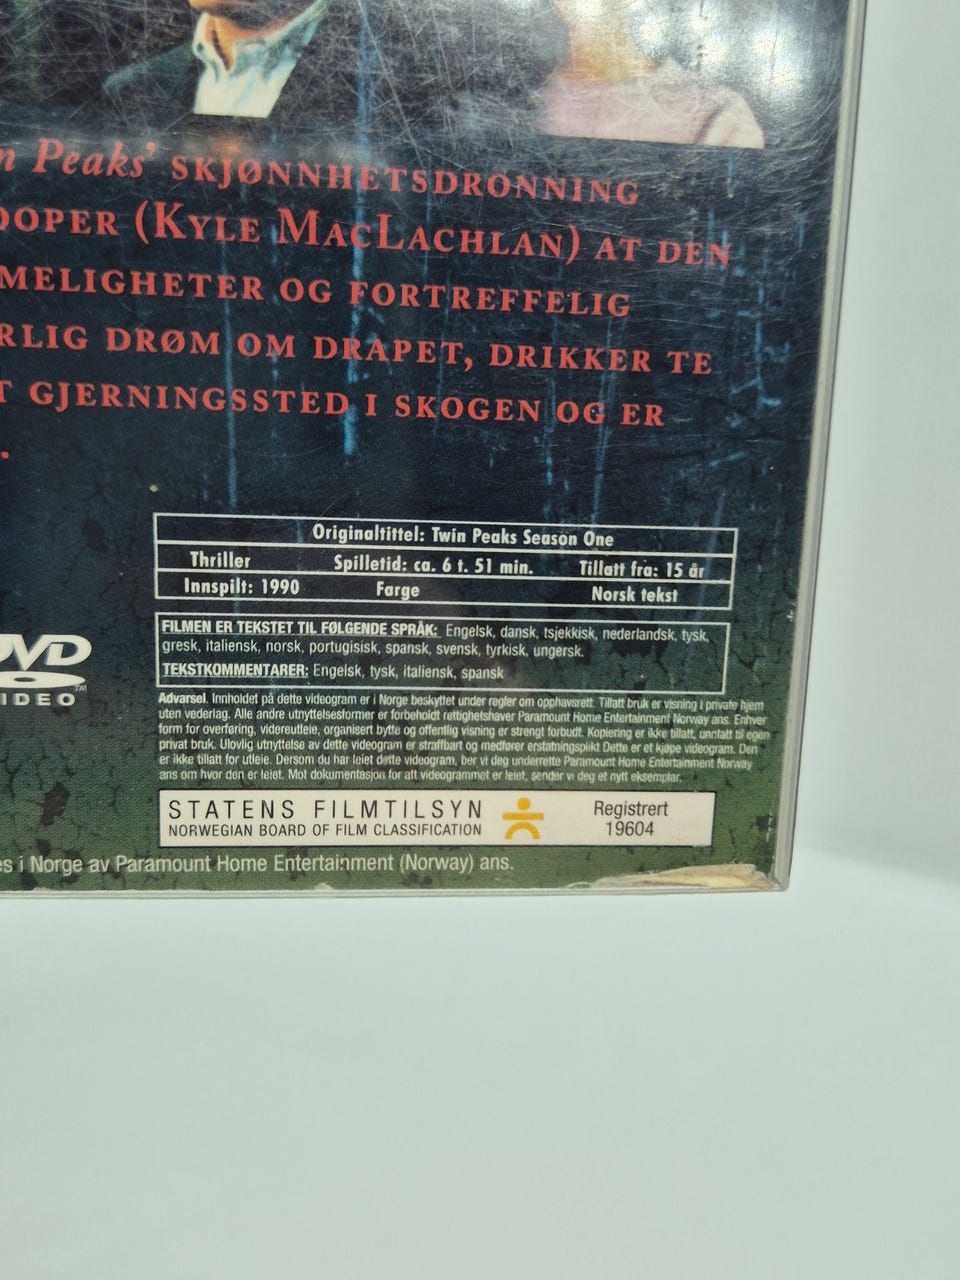 n Peaks' SKJØNNHETSDRONNING
OOPER (KYLE MACLACHLAN) AT DEN
MELIGHETER OG FORTREFFELIG
RLIG DRØM OM DRAPET, DRIKKER TE
T GJERNINGSSTED I SKOGEN OG ER
.
Originaltittel: Twin Peaks Season One
Thriller Spilletid: ca. 6 t. 51 min. Tillatt fra: 15 år
Innspilt: 1990 Farge Norsk tekst
FILMEN ER TEKSTET TIL FØLGENDE SPRÅK: Engelsk, dansk, tsjekkisk, nederlandsk, tysk,
gresk, italiensk, norsk, portugisisk, spansk, svensk, tyrkisk, ungersk.
TEKSTKOMMENTARER: Engelsk, tysk, italiensk, spansk
DVD
VIDEO™
Advarsel. Innholdet på dette videogram er i Norge beskyttet under regler om opphavsrett. Tillatt bruk er visning i private hjem
uten vederlag. Alle andre utnyttelsesformer er forbeholdt rettighetshaver Paramount Home Entertainment Norway ans. Enhver
form for overføring, videreutleie, organisert bytte og offentlig visning er strengt forbudt. Kopiering er ikke tillatt, unntatt til egen
privat bruk. Ulovlig utnyttelse av dette videogram er straffbart og medfører erstatningsplikt Dette er et kjøpe videogram. Den
er ikke tillatt for utleie. Dersom du har leiet dette videogram, ber vi deg underrette Paramount Home Entertainment Norway
ans om hvor den er leiet. Mot dokumentasjon for att videogrammet er leiet, sender vi deg et nytt eksemplar.
STATENS FILMTILSYN Registrert
NORWEGIAN BOARD OF FILM CLASSIFICATION 19604
es i Norge av Paramount Home Entertainment (Norway) ans.